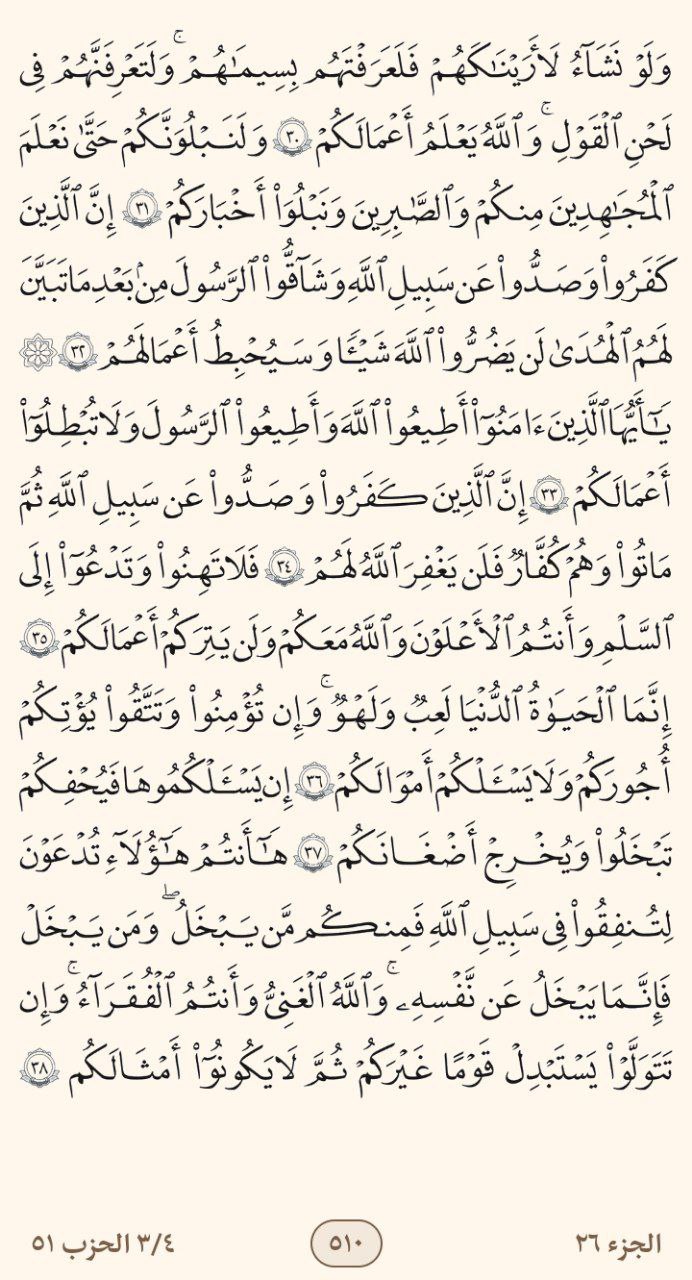 وَلَوْ نَشَآءُ لَأَرَيْنَٰكَهُمْ فَلَعَرَفْتَهُم بِسِيمَٰهُمْ ۚ وَلَتَعْرِفَنَّهُمْ فِى
لَحْنِ ٱلْقَوْلِ ۚ وَٱللَّهُ يَعْلَمُ أَعْمَٰلَكُمْ ٣٠ وَلَنَبْلُوَنَّكُمْ حَتَّىٰ نَعْلَمَ
ٱلْمُجَٰهِدِينَ مِنكُمْ وَٱلصَّٰبِرِينَ وَنَبْلُوَا۟ أَخْبَارَكُمْ ٣١ إِنَّ ٱلَّذِينَ
كَفَرُوا۟ وَصَدُّوا۟ عَن سَبِيلِ ٱللَّهِ وَشَآقُّوا۟ ٱلرَّسُولَ مِنۢ بَعْدِ مَا تَبَيَّنَ
لَهُمُ ٱلْهُدَىٰ لَن يَضُرُّوا۟ ٱللَّهَ شَيْـًٔا وَسَيُحْبِطُ أَعْمَٰلَهُمْ ٣٢ ۞
يَٰٓأَيُّهَا ٱلَّذِينَ ءَامَنُوٓا۟ أَطِيعُوا۟ ٱللَّهَ وَأَطِيعُوا۟ ٱلرَّسُولَ وَلَا تُبْطِلُوٓا۟
أَعْمَٰلَكُمْ ٣٣ إِنَّ ٱلَّذِينَ كَفَرُوا۟ وَصَدُّوا۟ عَن سَبِيلِ ٱللَّهِ ثُمَّ
مَاتُوا۟ وَهُمْ كُفَّارٌ فَلَن يَغْفِرَ ٱللَّهُ لَهُمْ ٣٤ فَلَا تَهِنُوا۟ وَتَدْعُوٓا۟ إِلَى
ٱلسَّلْمِ وَأَنتُمُ ٱلْأَعْلَوْنَ وَٱللَّهُ مَعَكُمْ وَلَن يَتِرَكُمْ أَعْمَٰلَكُمْ ٣٥
إِنَّمَا ٱلْحَيَوٰةُ ٱلدُّنْيَا لَعِبٌ وَلَهْوٌ ۚ وَإِن تُؤْمِنُوا۟ وَتَتَّقُوا۟ يُؤْتِكُمْ
أُجُورَكُمْ وَلَا يَسْـَٔلْكُمْ أَمْوَٰلَكُمْ ٣٦ إِن يَسْـَٔلْكُمُوهَا فَيُحْفِكُمْ
تَبْخَلُوا۟ وَيُخْرِجْ أَضْغَٰنَكُمْ ٣٧ هَٰٓأَنتُمْ هَٰٓؤُلَآءِ تُدْعَوْنَ
لِتُنفِقُوا۟ فِى سَبِيلِ ٱللَّهِ فَمِنكُم مَّن يَبْخَلُ ۖ وَمَن يَبْخَلْ
فَإِنَّمَا يَبْخَلُ عَن نَّفْسِهِۦ ۚ وَٱللَّهُ ٱلْغَنِىُّ وَأَنتُمُ ٱلْفُقَرَآءُ ۚ وَإِن
تَتَوَلَّوْا۟ يَسْتَبْدِلْ قَوْمًا غَيْرَكُمْ ثُمَّ لَا يَكُونُوٓا۟ أَمْثَٰلَكُم ٣٨
الجزء ٢٦
٥١٠
٣/٤ الحزب ٥١